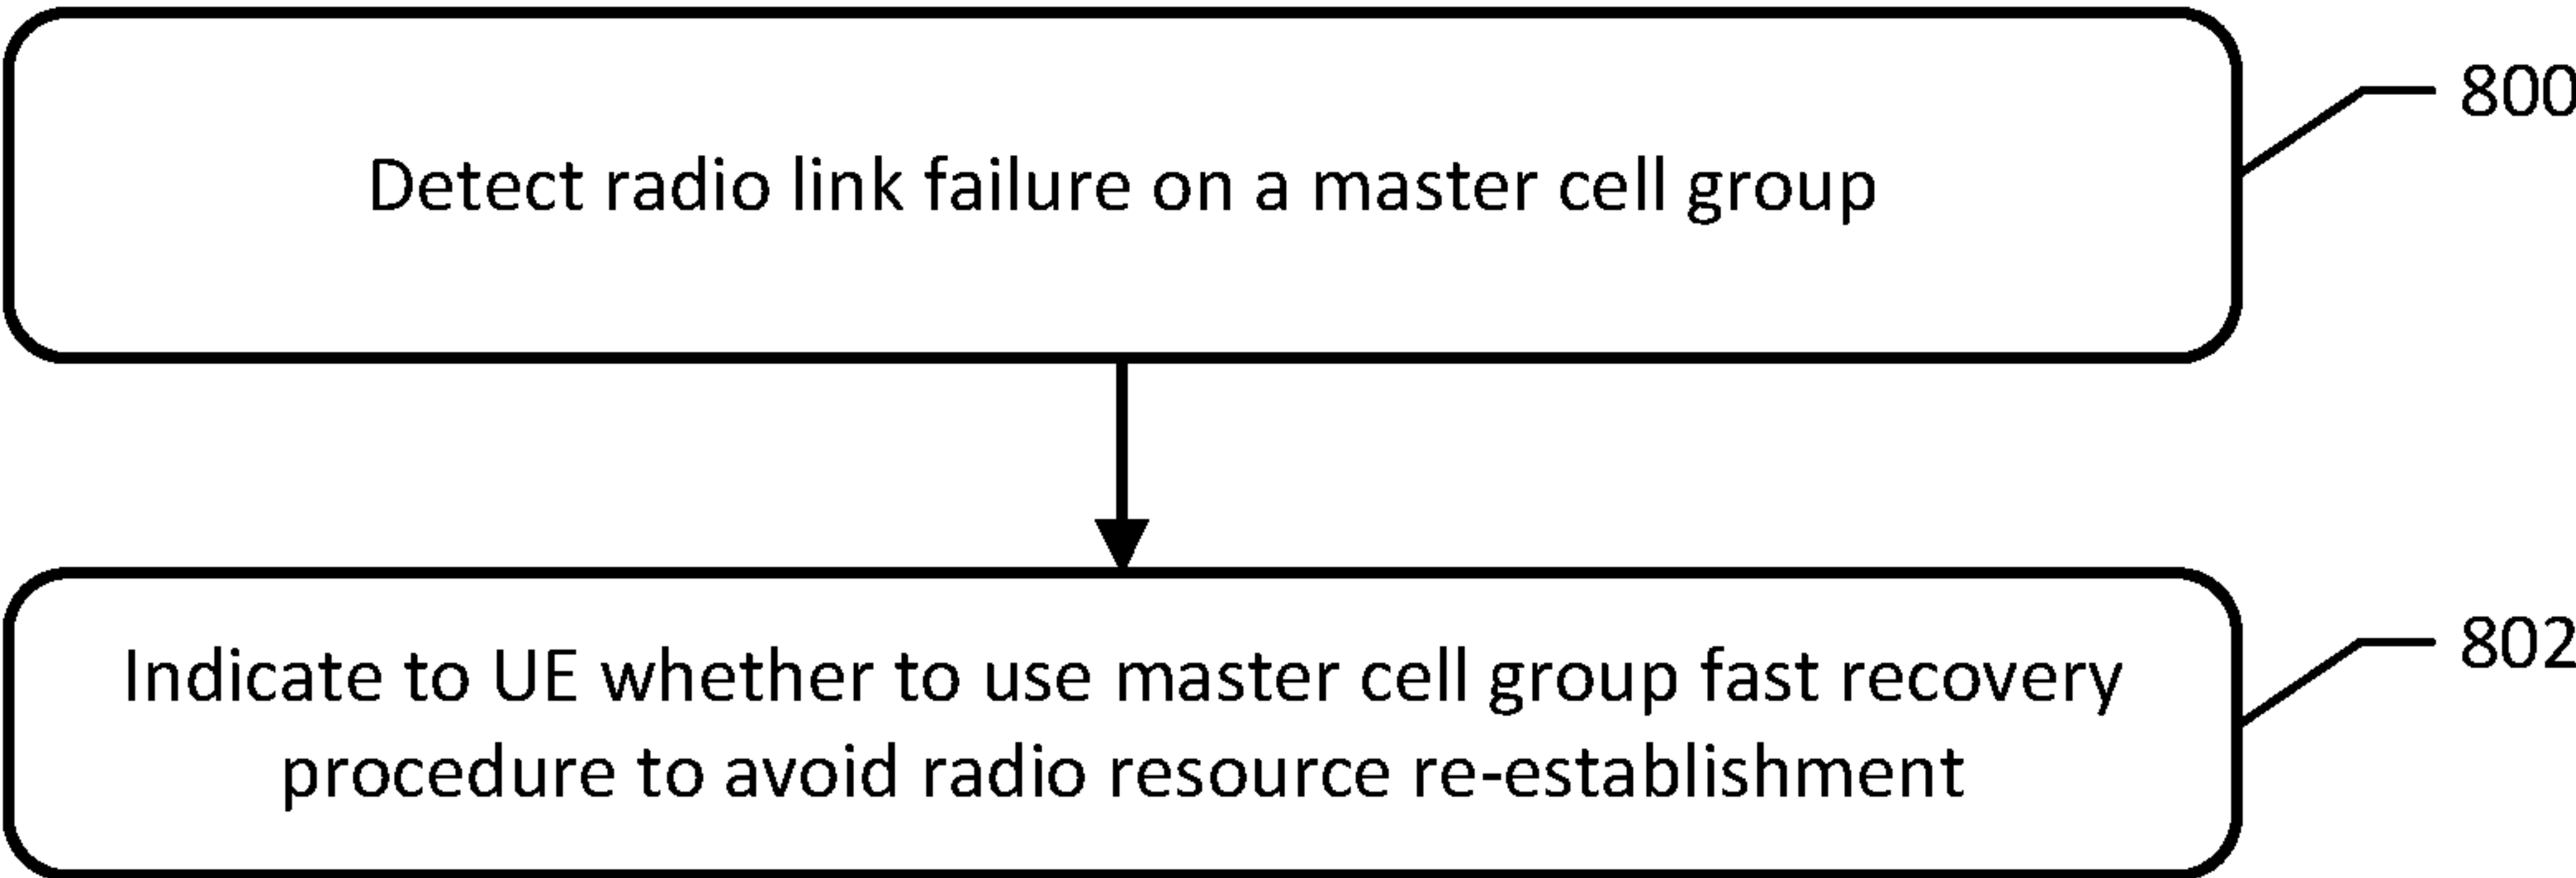 800
Detect radio link failure on a master cell group
802
Indicate to UE whether to use master cell group fast recovery
procedure to avoid radio resource re-establishment